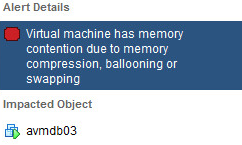 Alert Details
Virtual machine has memory
contention due to memory
compression, ballooning or
swapping
Impacted Object
avmdb03